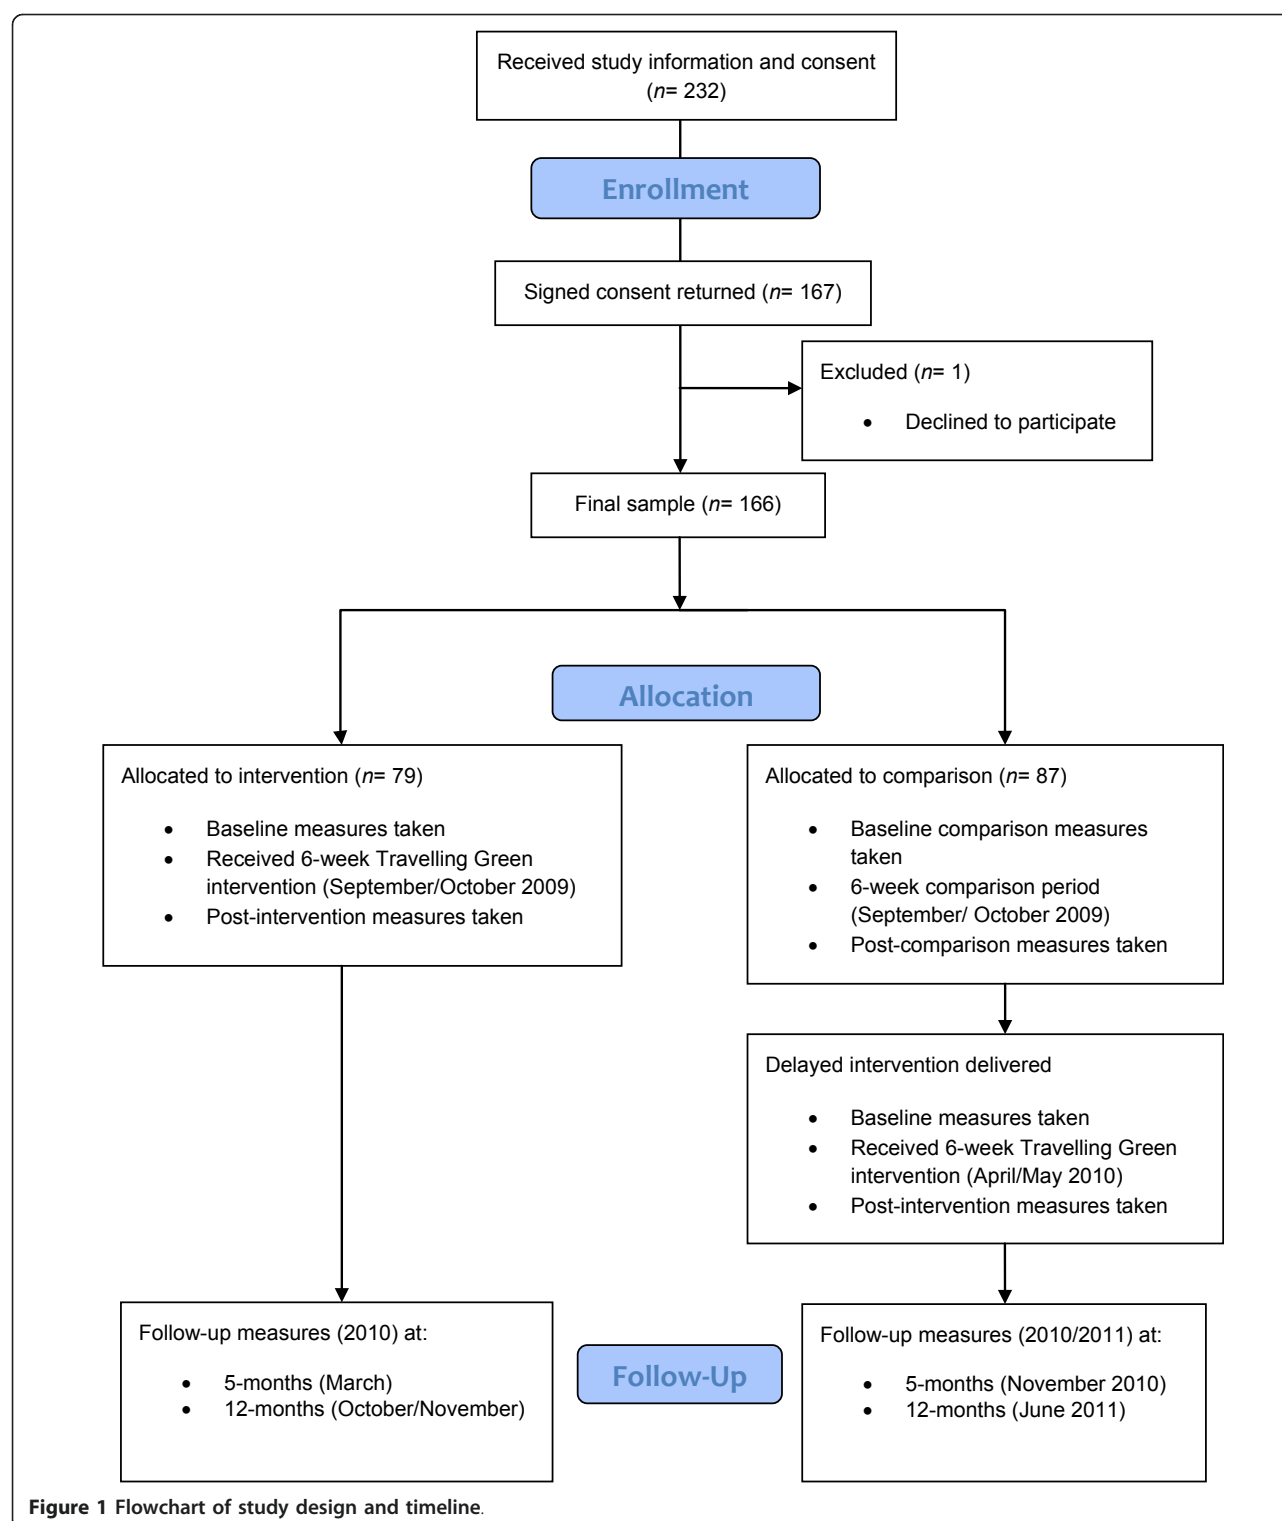 Received study information and consent
(n= 232)
Enrollment
Signed consent returned (n= 167)
Excluded (n= 1)
• Declined to participate
Final sample (n= 166)
Allocation
Allocated to intervention (n= 79)
• Baseline measures taken
• Received 6-week Travelling Green
intervention (September/October 2009)
• Post-intervention measures taken
Allocated to comparison (n= 87)
• Baseline comparison measures
taken
• 6-week comparison period
(September/ October 2009)
• Post-comparison measures taken
Delayed intervention delivered
• Baseline measures taken
• Received 6-week Travelling Green
intervention (April/May 2010)
• Post-intervention measures taken
Follow-up measures (2010) at:
• 5-months (March)
• 12-months (October/November)
Follow-Up
Follow-up measures (2010/2011) at:
• 5-months (November 2010)
• 12-months (June 2011)
Figure 1 Flowchart of study design and timeline.